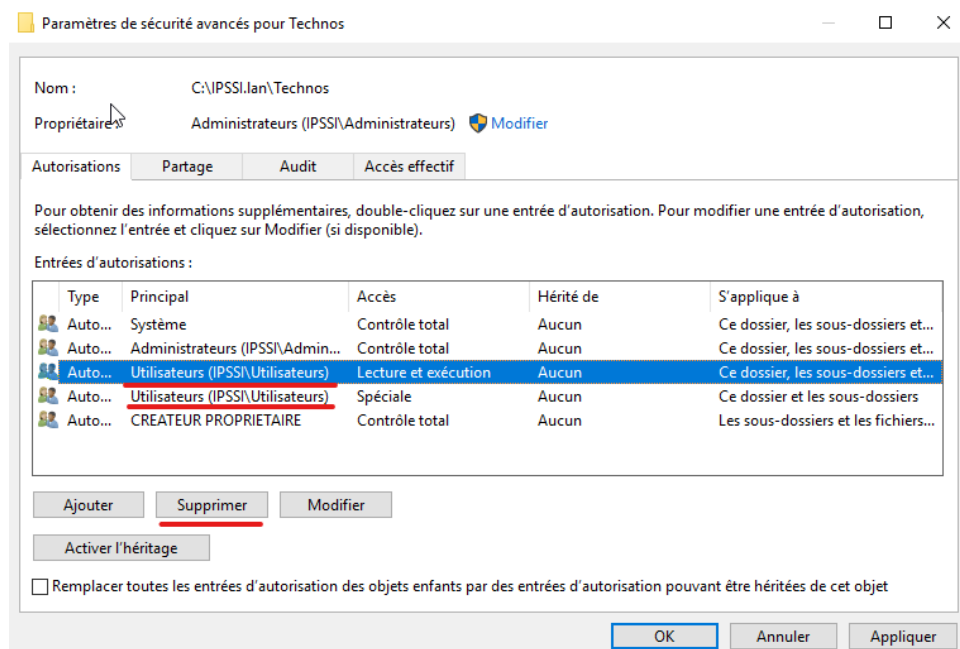 Paramètres de sécurité avancés pour Technos
Nom : C:\IPSSI.lan\Technos
Propriétaire Administrateurs (IPSSI\Administrateurs) Modifier
Autorisations Partage Audit Accès effectif
Pour obtenir des informations supplémentaires, double-cliquez sur une entrée d'autorisation. Pour modifier une entrée d'autorisation,
sélectionnez l'entrée et cliquez sur Modifier (si disponible).
Entrées d'autorisations :
Type Principal Accès Hérité de S'applique à
Auto... Système Contrôle total Aucun Ce dossier, les sous-dossiers et...
Auto... Administrateurs (IPSSI\Admin... Contrôle total Aucun Ce dossier, les sous-dossiers et...
Auto... Utilisateurs (IPSSI\Utilisateurs) Lecture et exécution Aucun Ce dossier, les sous-dossiers et...
Auto... Utilisateurs (IPSSI\Utilisateurs) Spéciale Aucun Ce dossier et les sous-dossiers
Auto... CREATEUR PROPRIETAIRE Contrôle total Aucun Les sous-dossiers et les fichiers...
Ajouter Supprimer Modifier
Activer l'héritage
Remplacer toutes les entrées d'autorisation des objets enfants par des entrées d'autorisation pouvant être héritées de cet objet
OK Annuler Appliquer